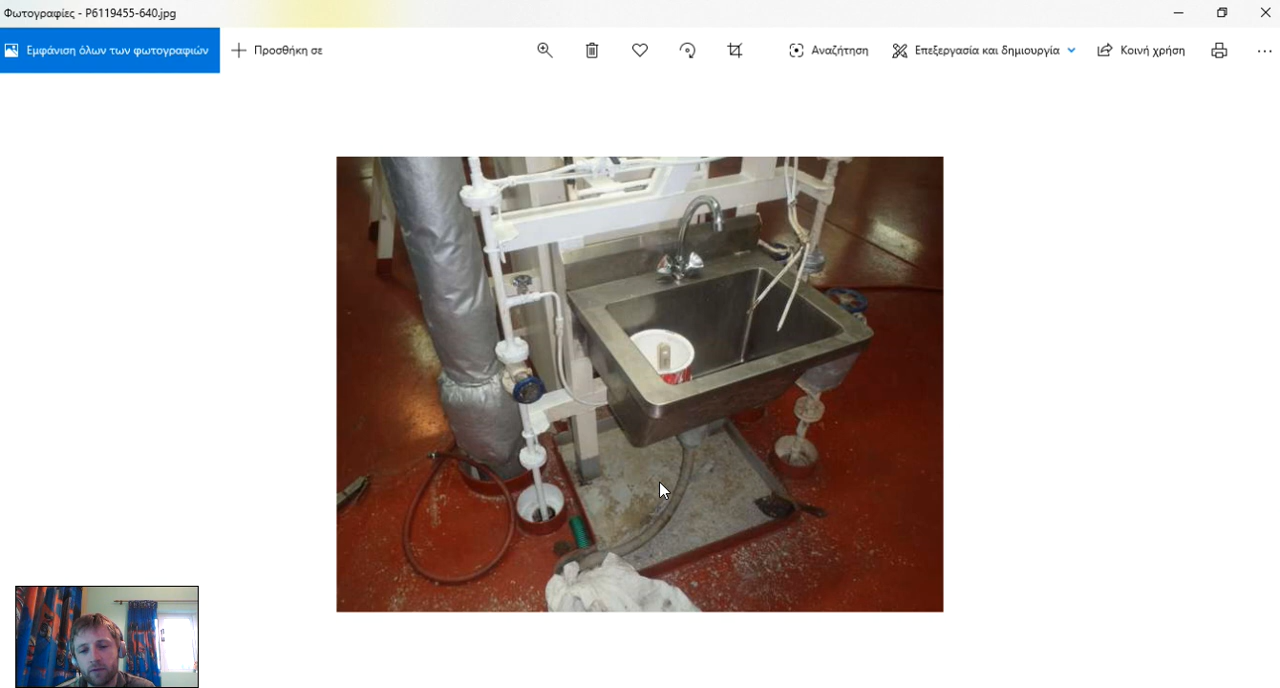 Φωτογραφίες - P6119455-640.jpg
Εμφάνιση όλων των φωτογραφιών
Προσθήκη σε
Αναζήτηση
Επεξεργασία και δημιουργία
Κοινή χρήση